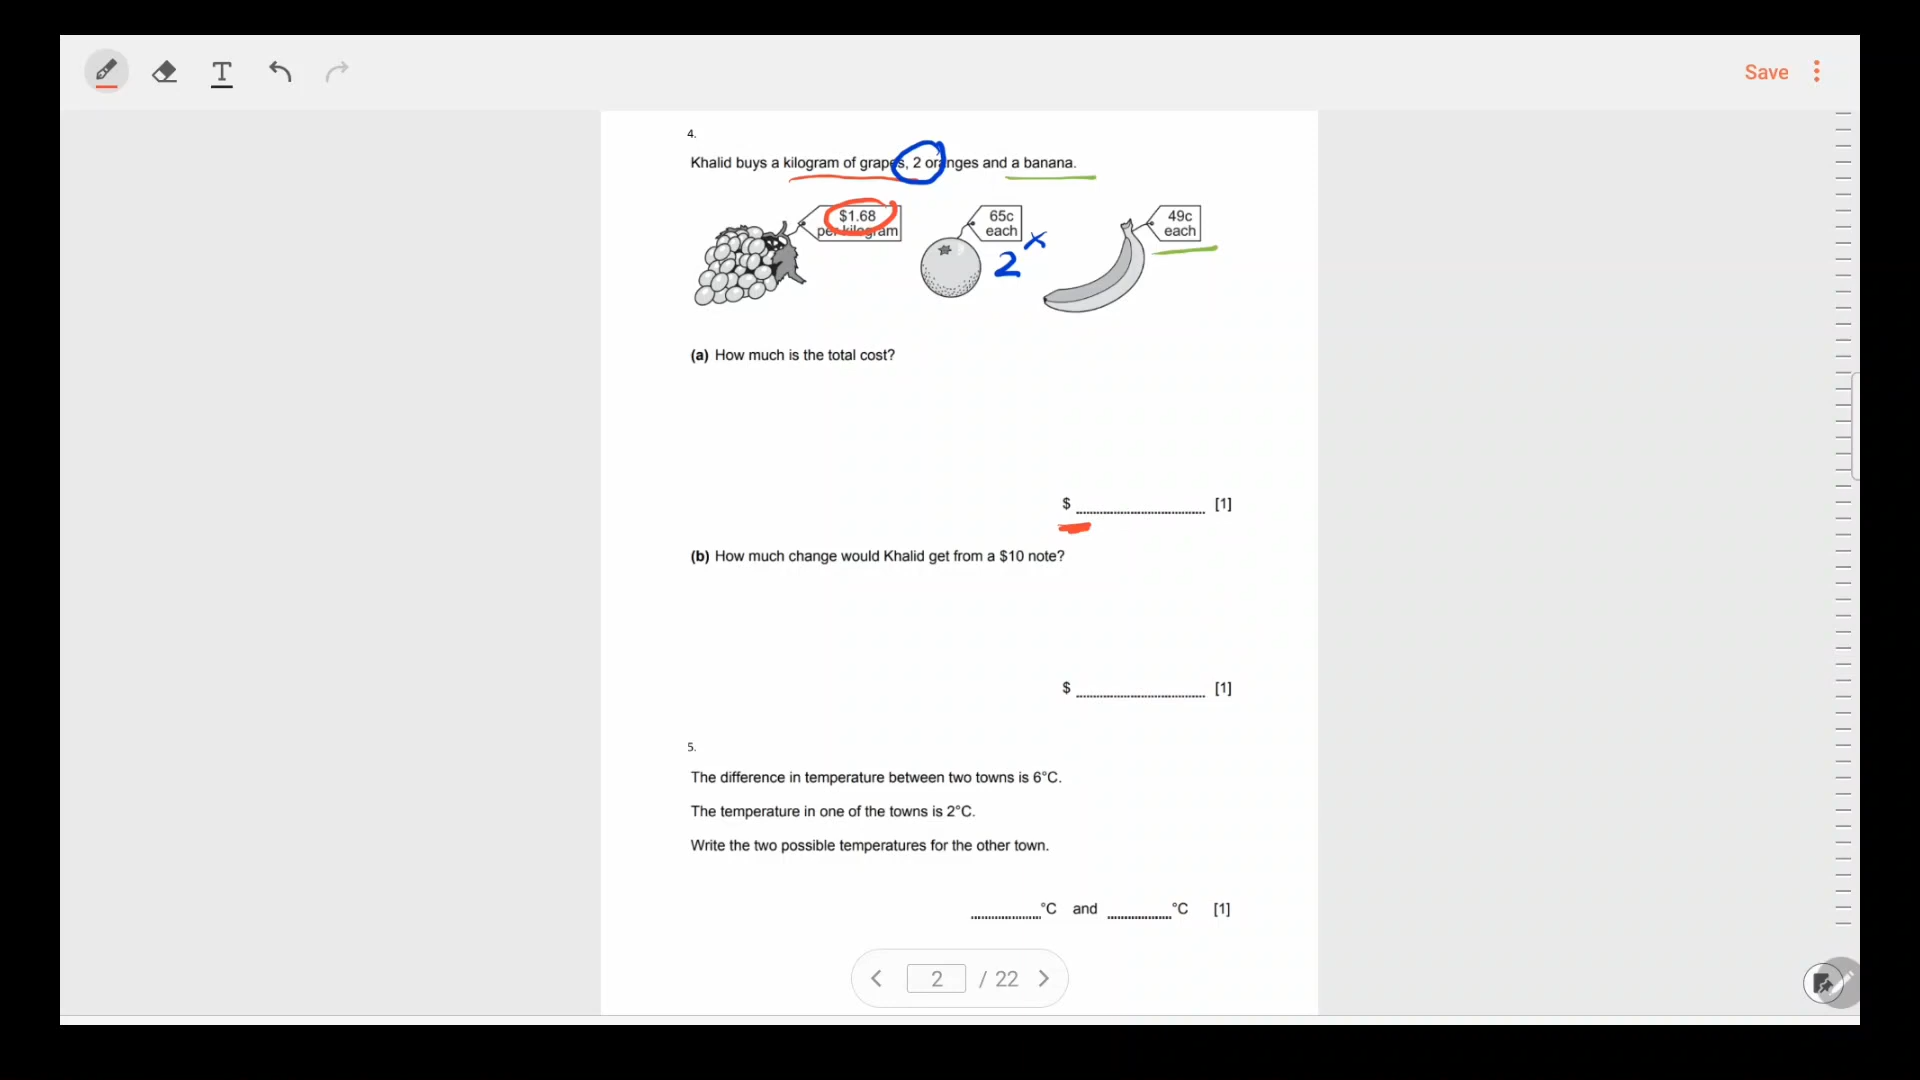 Save
4.
Khalid buys a kilogram of grapes, 2 oranges and a banana.
$1.68
per kilogram
65c
each
2 x
49c
each
(a) How much is the total cost?
$ ................................ [1]
(b) How much change would Khalid get from a $10 note?
$ ................................ [1]
5.
The difference in temperature between two towns is 6°C.
The temperature in one of the towns is 2°C.
Write the two possible temperatures for the other town.
.................°C and ................°C [1]
2 / 22